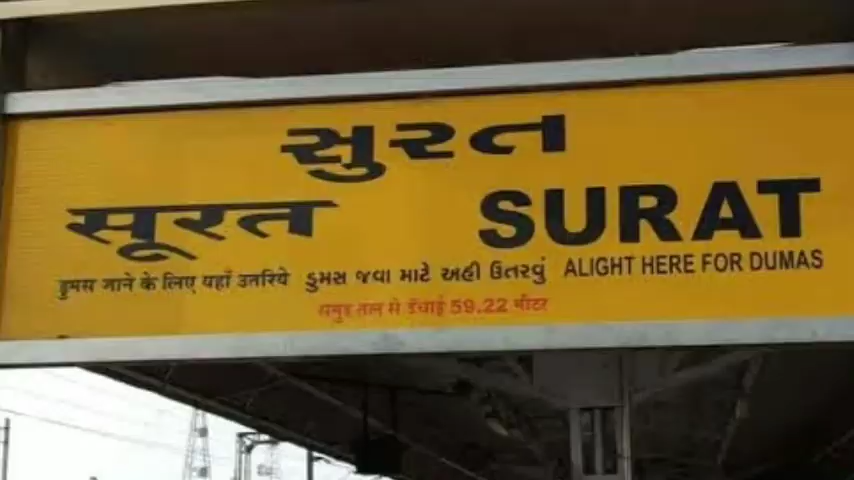 સુરત
सूरत SURAT
डुमस जाने के लिए यहाँ उतरिये ડુમસ જવા માટે અહી ઉતરવું ALIGHT HERE FOR DUMAS
समुद्र तल से ऊंचाई 59.22 मीटर